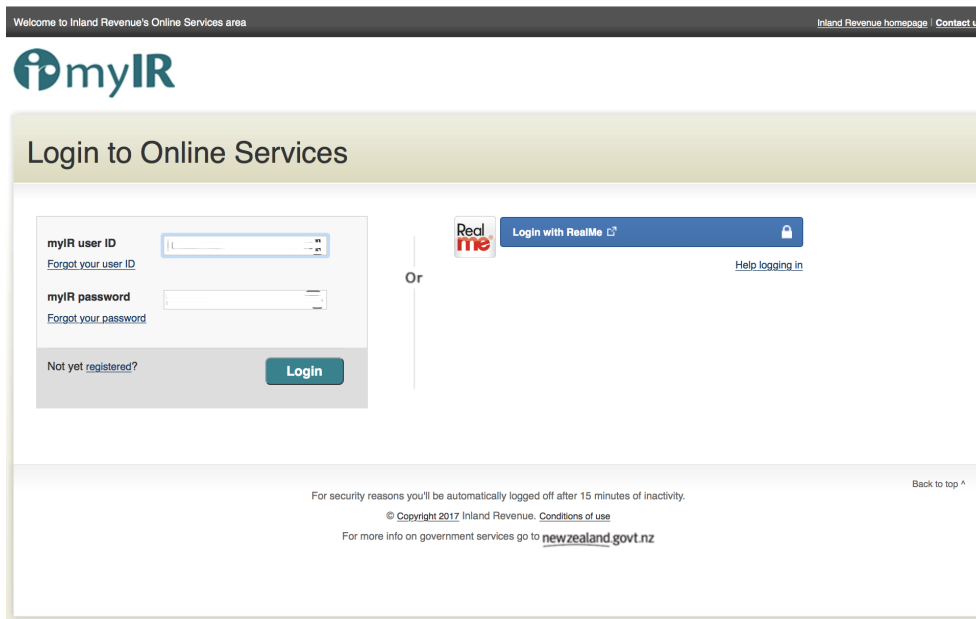 Welcome to Inland Revenue's Online Services area
Inland Revenue homepage | Contact
myIR
Login to Online Services
myIR user ID
Forgot your user ID
myIR password
Forgot your password
Not yet registered?
Login
Or
Real me
Login with RealMe
Help logging in
Back to top ^
For security reasons you'll be automatically logged off after 15 minutes of inactivity.
© Copyright 2017 Inland Revenue. Conditions of use
For more info on government services go to newzealand.govt.nz